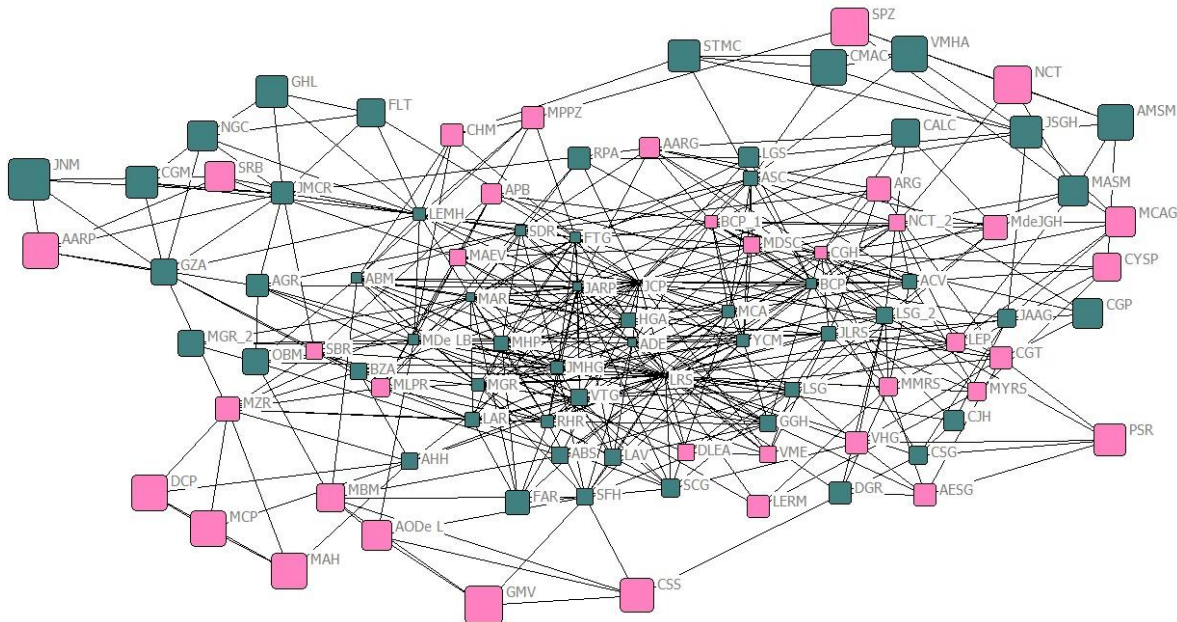 SPZ
STMC
VMHA
CMAC
NCT
GHL
FLT
AMSM
NGC
CHM
MPPZ
CALC
JSGH
AARG
RPA
LGS
JNM
CGM
SRB
JMCR
APB
ASC
ARG
MASM
LEMH
BCP_1
NCT_2
MdeJGH
MCAG
AARP
SDR
FTG
MDSC
CGH
GZA
MAEV
CYSP
AGR
ABM
JARP
JCP
BCP
ACV
MAR
CGP
MCA
LSG_2
JAAG
HGA
MGR_2
SBR
MDe LB
MHP
ADE
YCM
JLRS
LEP
OBM
CGT
BZA
JMHG
LRS
MLPR
MGR
LSG
MMRS
MYRS
VTG
MZR
LAR
RHR
GGH
CJH
PSR
VHG
AHH
ABS
LAV
DLEA
VME
CSG
DCP
MBM
FAR
SFH
SCG
LERM
DGR
AESG
MCP
AODe L
MAH
GMV
CSS